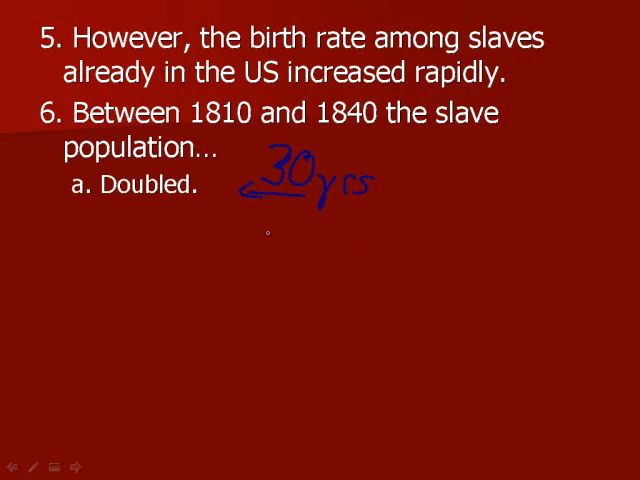 5. However, the birth rate among slaves
already in the US increased rapidly.
6. Between 1810 and 1840 the slave
population...
a. Doubled.
30yrs